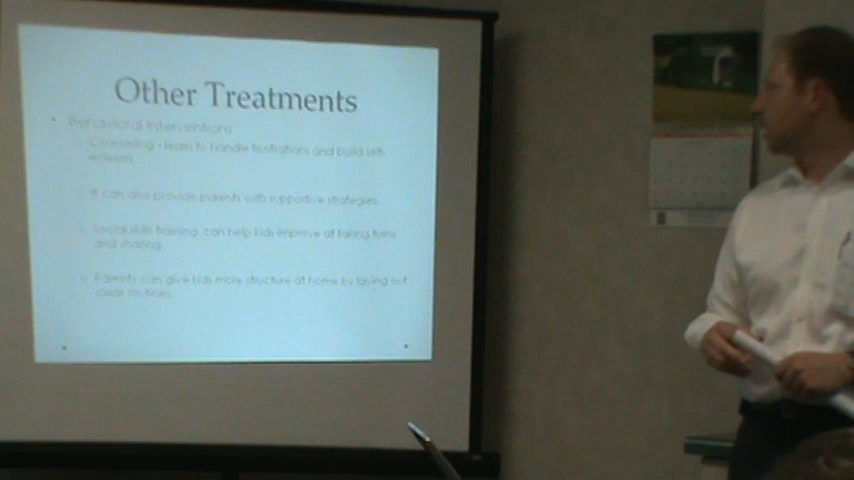 Other Treatments
Behavioral Interventions
Counseling - learn to handle frustrations and build self-
esteem.
It can also provide parents with supportive strategies.
Social skills training can help kids improve at taking turns
and sharing.
Parents can give kids more structure at home by laying out
clear routines.